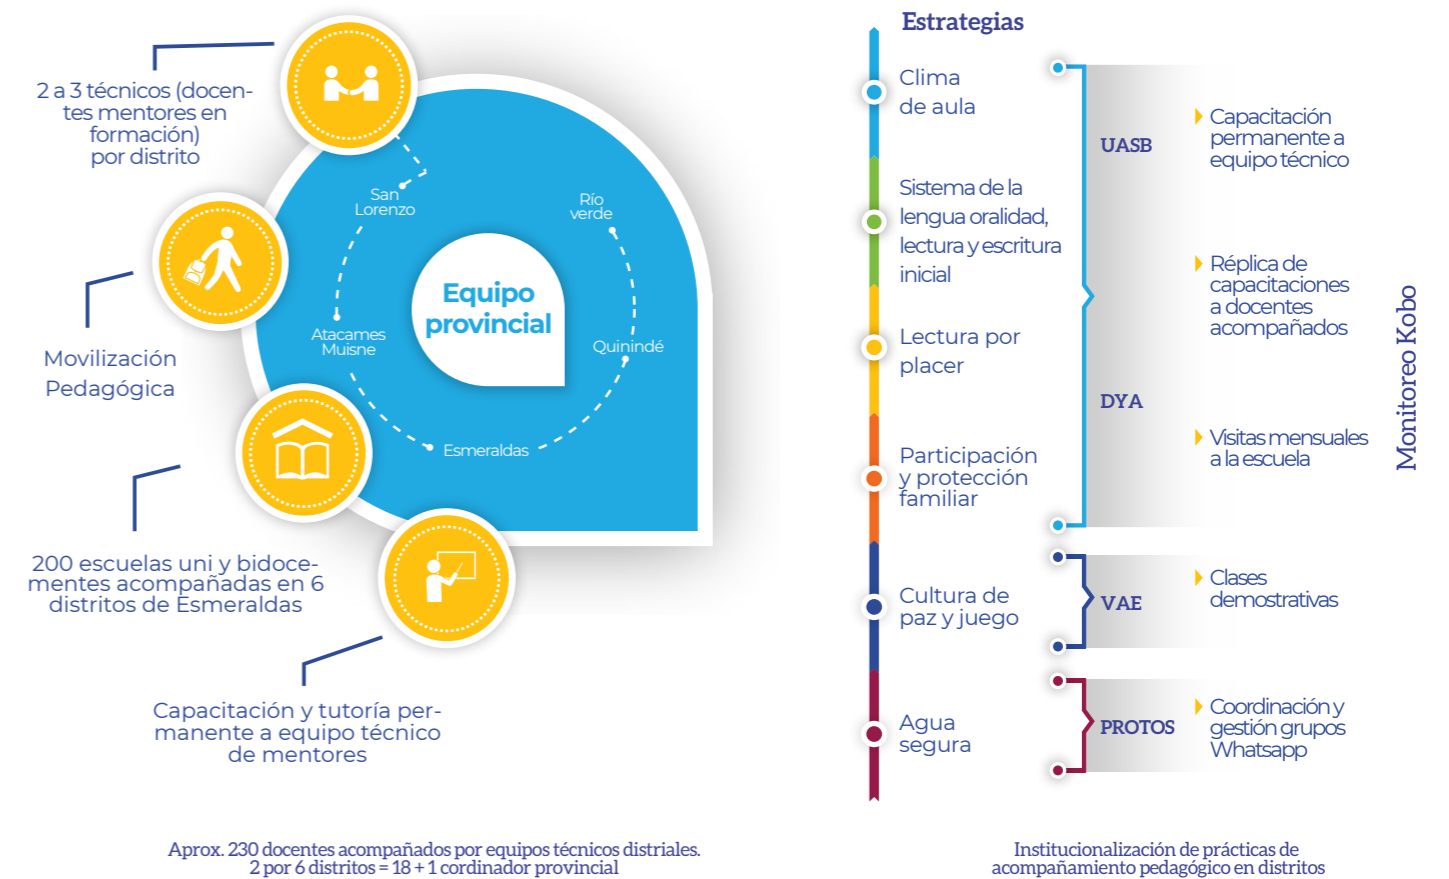 2 a 3 técnicos (docen-
tes mentores en
formación)
por distrito
Movilización
Pedagógica
200 escuelas uni y bidoce-
mentes acompañadas en 6
distritos de Esmeraldas
Capacitación y tutoría per-
manente a equipo técnico
de mentores
San
Lorenzo
Río
verde
Equipo
provincial
Atacames
Muisne
Quinindé
Esmeraldas
Aprox. 230 docentes acompañados por equipos técnicos distriales.
2 por 6 distritos = 18 + 1 cordinador provincial
Estrategias
Clima
de aula
Sistema de la
lengua oralidad,
lectura y escritura
inicial
Lectura por
placer
Participación
y protección
familiar
Cultura de
paz y juego
Agua
segura
UASB
DYA
VAE
PROTOS
Capacitación
permanente a
equipo técnico
Réplica de
capacitaciones
a docentes
acompañados
Visitas mensuales
a la escuela
Clases
demostrativas
Coordinación y
gestión grupos
Whatsapp
Monitoreo Kobo
Institucionalización de prácticas de
acompañamiento pedagógico en distritos